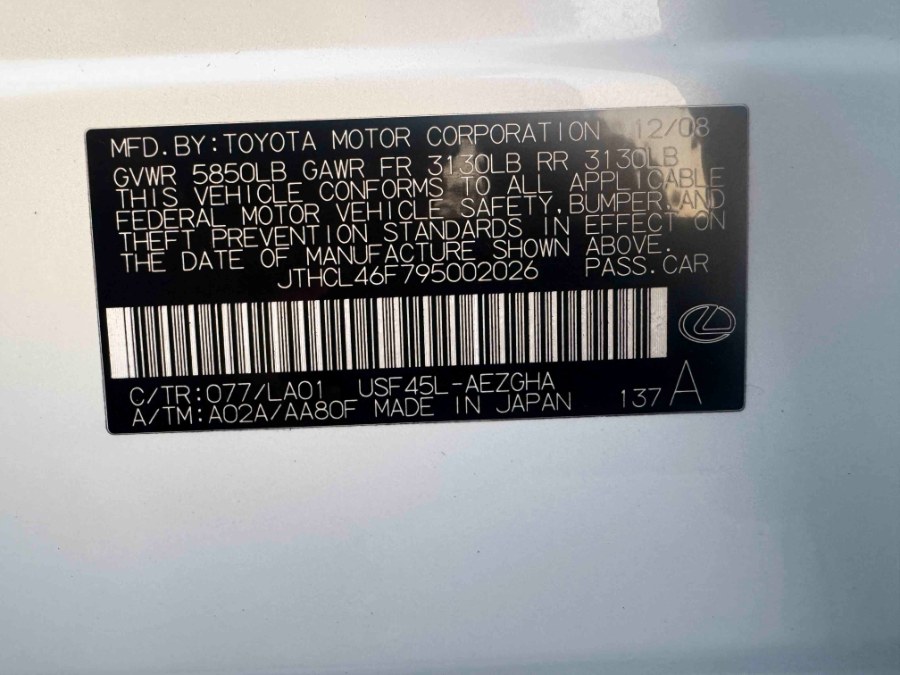 MFD. BY: TOYOTA MOTOR CORPORATION 12/08
GVWR 5850LB GAWR FR 3130LB RR 3130LB
THIS VEHICLE CONFORMS TO ALL APPLICABLE
FEDERAL MOTOR VEHICLE SAFETY, BUMPER, AND
THEFT PREVENTION STANDARDS IN EFFECT ON
THE DATE OF MANUFACTURE SHOWN ABOVE.
JTHCL46F795002026 PASS. CAR
C/TR: 077/LA01 USF45L-AEZGHA
A/TM: A02A/AA80F MADE IN JAPAN 137 A